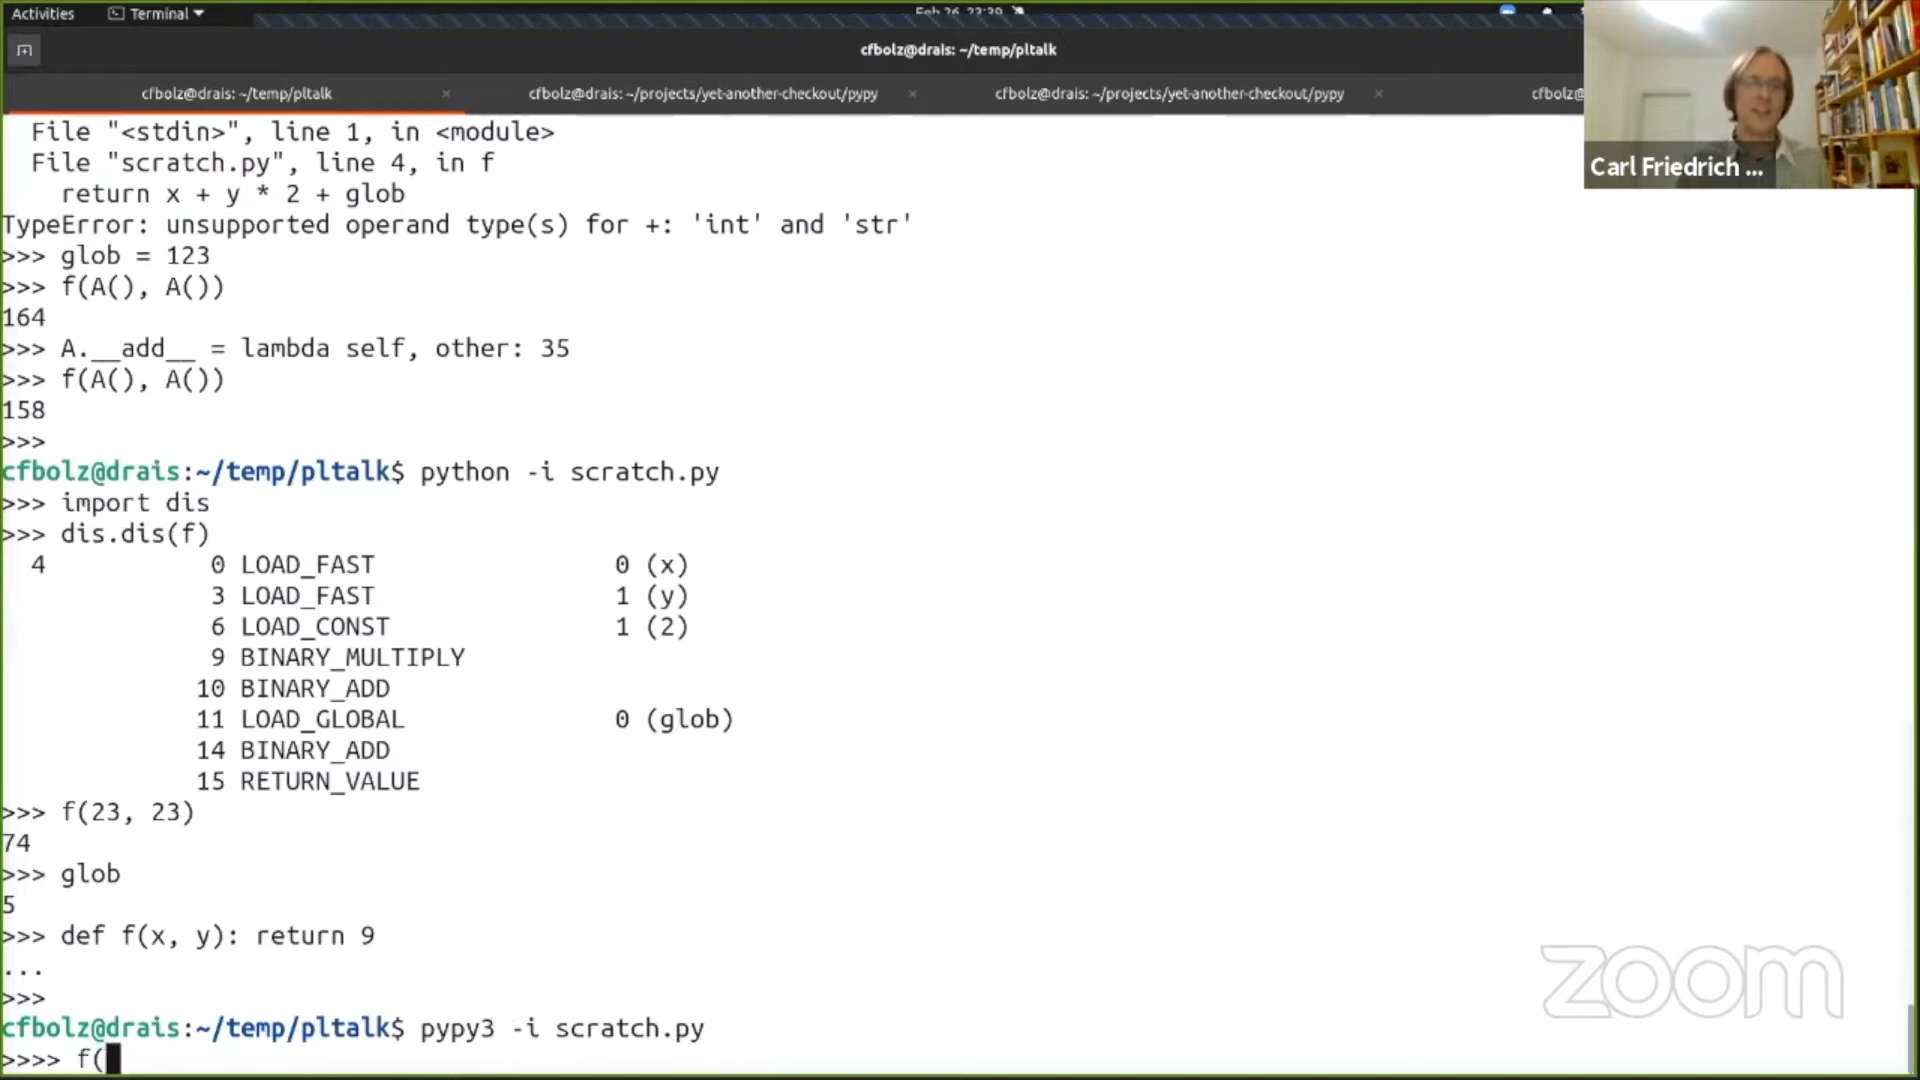 Activities
Terminal
Feb 26 23:39
cfbolz@drais: ~/temp/pltalk
cfbolz@drais: ~/temp/pltalk × cfbolz@drais: ~/projects/yet-another-checkout/pypy × cfbolz@drais: ~/projects/yet-another-checkout/pypy × cfbolz@
Carl Friedrich ...
File "<stdin>", line 1, in <module>
File "scratch.py", line 4, in f
return x + y * 2 + glob
TypeError: unsupported operand type(s) for +: 'int' and 'str'
>>> glob = 123
>>> f(A(), A())
164
>>> A.__add__ = lambda self, other: 35
>>> f(A(), A())
158
>>>
cfbolz@drais:~/temp/pltalk$ python -i scratch.py
>>> import dis
>>> dis.dis(f)
4 0 LOAD_FAST 0 (x)
3 LOAD_FAST 1 (y)
6 LOAD_CONST 1 (2)
9 BINARY_MULTIPLY
10 BINARY_ADD
11 LOAD_GLOBAL 0 (glob)
14 BINARY_ADD
15 RETURN_VALUE
>>> f(23, 23)
74
>>> glob
5
>>> def f(x, y): return 9
...
>>>
cfbolz@drais:~/temp/pltalk$ pypy3 -i scratch.py
>>>> f(
zoom